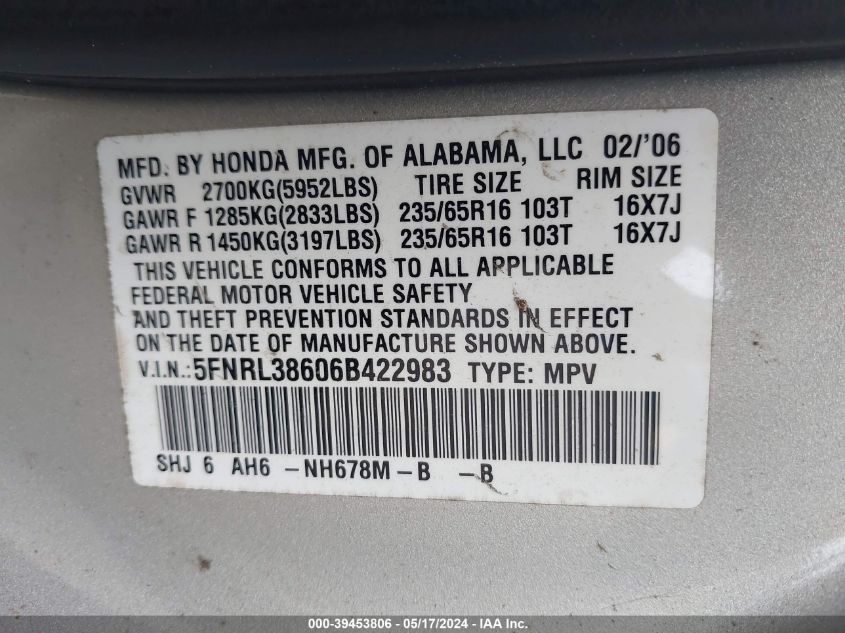 MFD. BY HONDA MFG. OF ALABAMA, LLC 02/'06
GVWR 2700KG(5952LBS) TIRE SIZE RIM SIZE
GAWR F 1285KG(2833LBS) 235/65R16 103T 16X7J
GAWR R 1450KG(3197LBS) 235/65R16 103T 16X7J
THIS VEHICLE CONFORMS TO ALL APPLICABLE
FEDERAL MOTOR VEHICLE SAFETY
AND THEFT PREVENTION STANDARDS IN EFFECT
ON THE DATE OF MANUFACTURE SHOWN ABOVE.
V.I.N.:5FNRL38606B422983 TYPE: MPV
SHJ 6 AH6 -NH678M-B -B
000-39453806 - 05/17/2024 - IAA Inc.